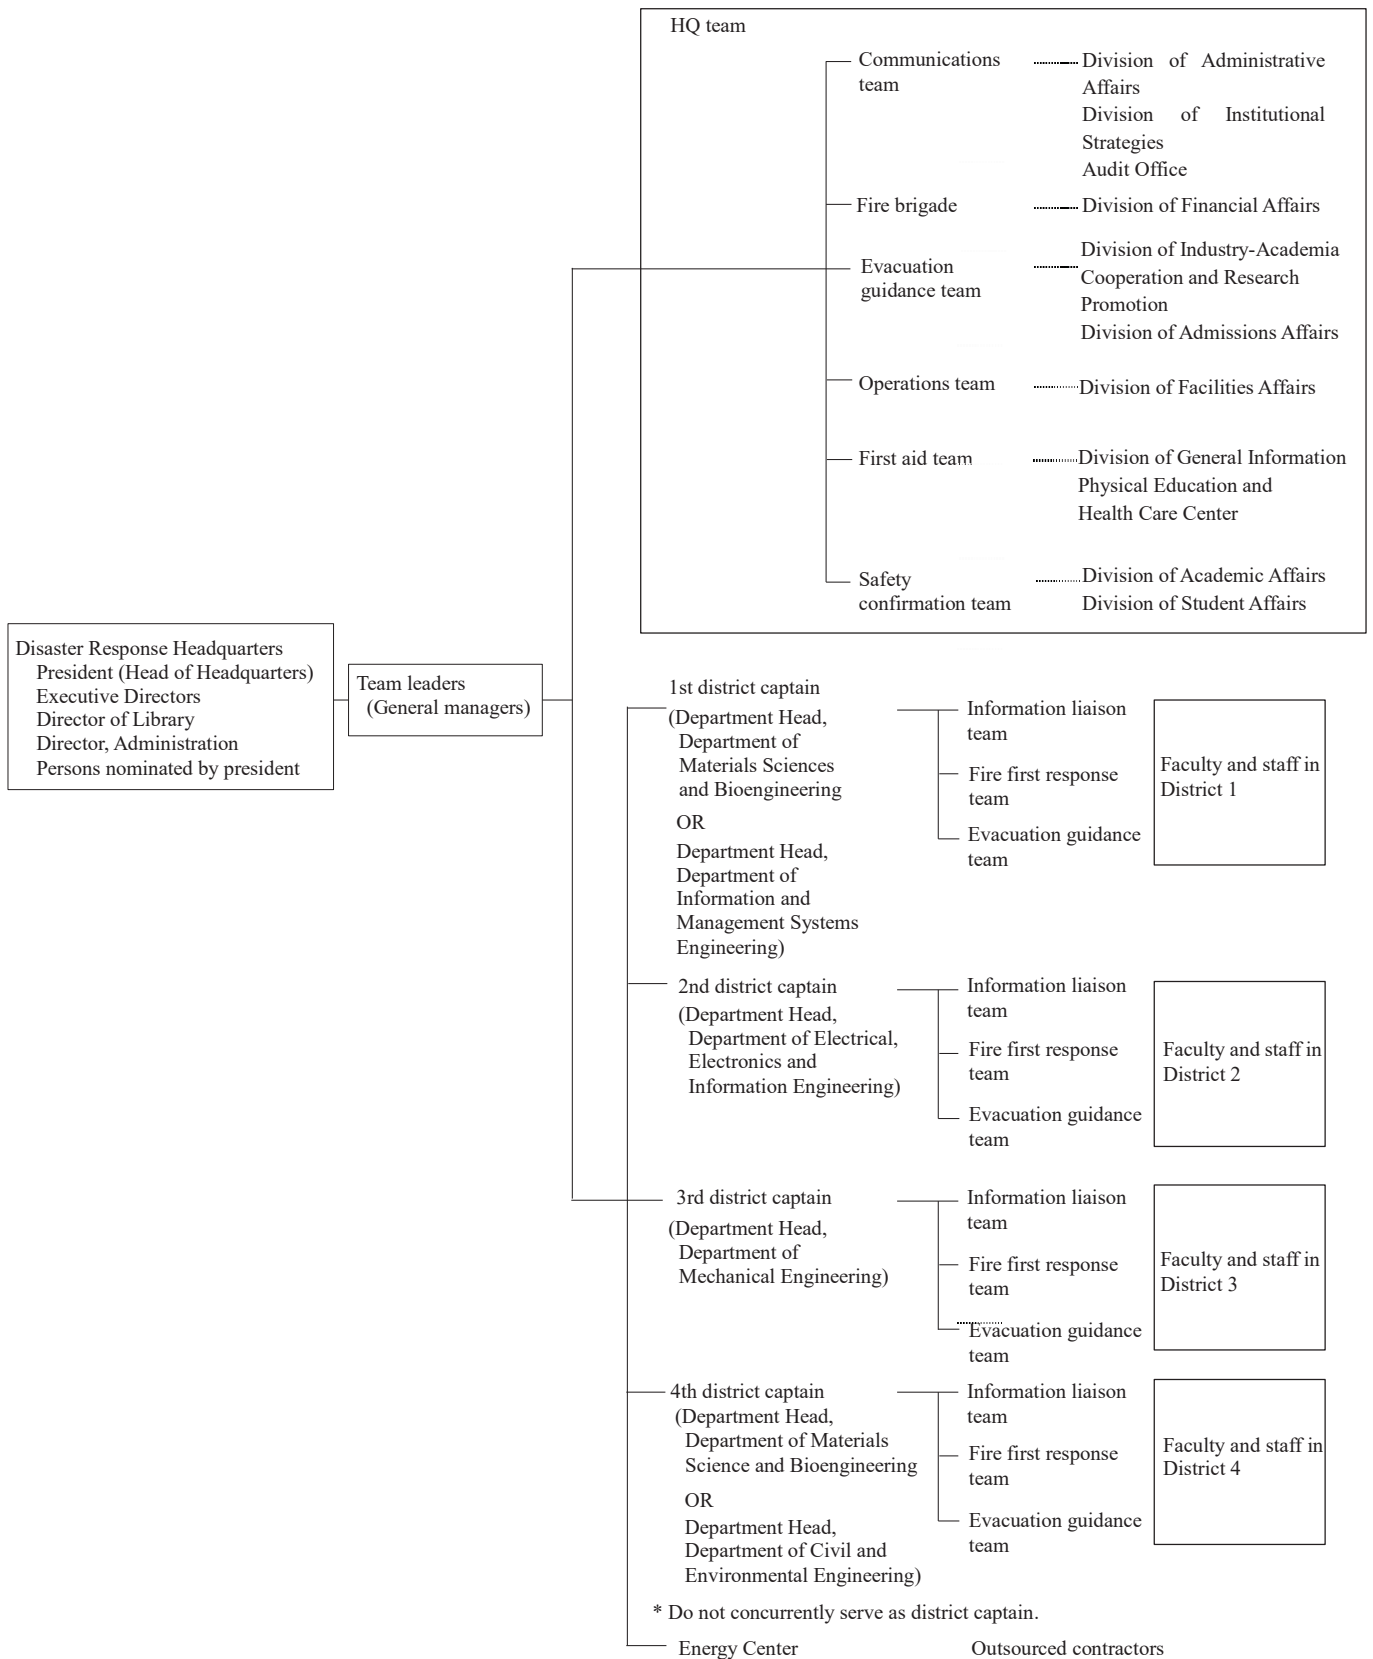 HQ team
Communications
team
Division of Administrative
Affairs
Division of Institutional
Strategies
Audit Office
Fire brigade
Division of Financial Affairs
Evacuation
guidance team
Division of Industry-Academia
Cooperation and Research
Promotion
Division of Admissions Affairs
Operations team
Division of Facilities Affairs
First aid team
Division of General Information
Physical Education and
Health Care Center
Safety
confirmation team
Division of Academic Affairs
Division of Student Affairs
Disaster Response Headquarters
President (Head of Headquarters)
Executive Directors
Director of Library
Director, Administration
Persons nominated by president
Team leaders
(General managers)
1st district captain
(Department Head,
Department of
Materials Sciences
and Bioengineering
OR
Department Head,
Department of
Information and
Management Systems
Engineering)
Information liaison
team
Fire first response
team
Evacuation guidance
team
Faculty and staff in
District 1
2nd district captain
(Department Head,
Department of Electrical,
Electronics and
Information Engineering)
Information liaison
team
Fire first response
team
Evacuation guidance
team
Faculty and staff in
District 2
3rd district captain
(Department Head,
Department of
Mechanical Engineering)
Information liaison
team
Fire first response
team
Evacuation guidance
team
Faculty and staff in
District 3
4th district captain
(Department Head,
Department of Materials
Science and Bioengineering
OR
Department Head,
Department of Civil and
Environmental Engineering)
Information liaison
team
Fire first response
team
Evacuation guidance
team
Faculty and staff in
District 4
* Do not concurrently serve as district captain.
Energy Center
Outsourced contractors